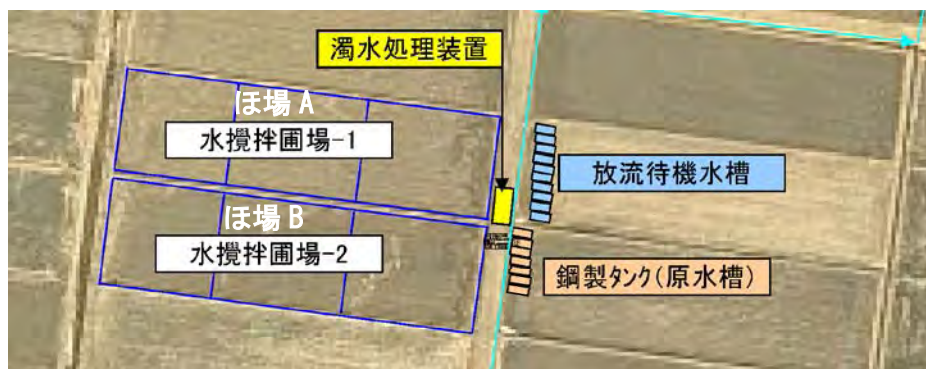 濁水処理装置
ほ場 A
水攪拌圃場-1
放流待機水槽
ほ場 B
水攪拌圃場-2
鋼製タンク(原水槽)